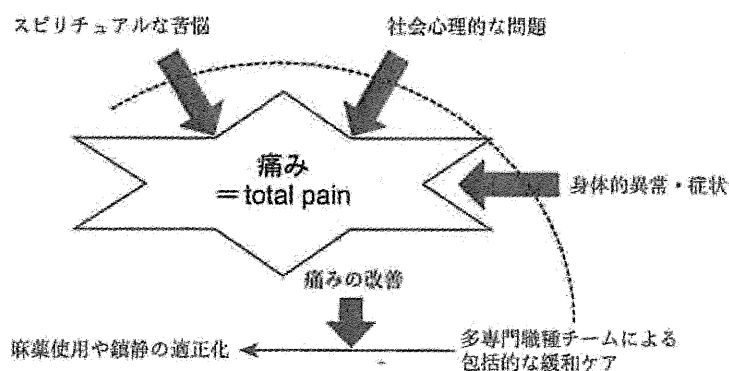 スピリチュアルな苦悩
社会心理的な問題
痛み
＝total pain
身体的異常・症状
痛みの改善
麻薬使用や鎮静の適正化
多専門職種チームによる
包括的な緩和ケア